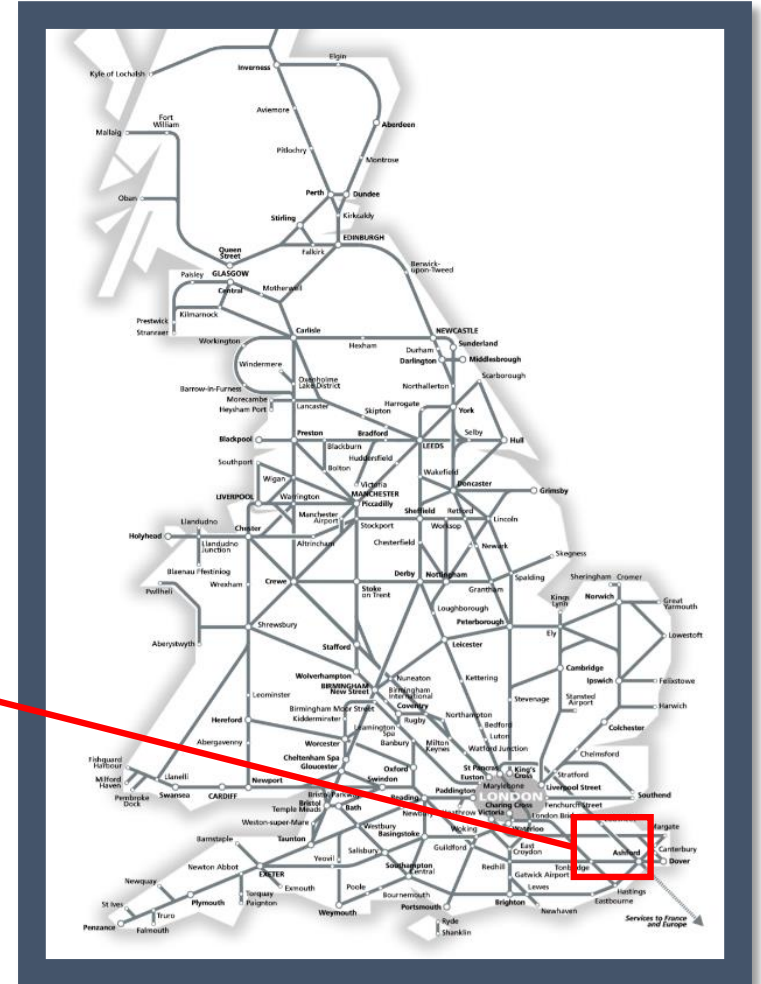 Elgin
Inverness
Kyle of Lochalsh
Aviemore
Fort
William
Aberdeen
Mallaig
Pitlochry
Montrose
Perth
Dundee
Oban
Stirling
Kirkcaldy
EDINBURGH
Queen
Street
Falkirk
Berwick-
upon-Tweed
Paisley
GLASGOW
Central
Motherwell
Prestwick
Kilmarnock
Stranraer
Carlisle
NEWCASTLE
Workington
Hexham
Sunderland
Durham
Darlington
Middlesbrough
Windermere
Scarborough
Oxenholme
Lake District
Barrow-in-Furness
Northallerton
Morecambe
Heysham Port
Lancaster
Harrogate
York
Skipton
Preston
Bradford
Selby
Blackpool
Blackburn
LEEDS
Hull
Southport
Huddersfield
Bolton
Wakefield
Wigan
Victoria
Doncaster
LIVERPOOL
Warrington
MANCHESTER
Piccadilly
Grimsby
Manchester
Airport
Sheffield
Retford
Llandudno
Chester
Stockport
Worksop
Lincoln
Holyhead
Llandudno
Junction
Altrincham
Chesterfield
Newark
Skegness
Blaenau Ffestiniog
Derby
Nottingham
Spalding
Sheringham
Cromer
Wrexham
Crewe
Stoke
on Trent
Grantham
Pwllheli
Kings
Lynn
Norwich
Great
Yarmouth
Loughborough
Shrewsbury
Peterborough
Aberystwyth
Stafford
Leicester
Ely
Lowestoft
Wolverhampton
Cambridge
BIRMINGHAM
New Street
Nuneaton
Kettering
Ipswich
Felixstowe
Birmingham
International
Leominster
Stevenage
Stansted
Airport
Birmingham Moor Street
Coventry
Harwich
Hereford
Kidderminster
Rugby
Northampton
Leamington
Spa
Bedford
Colchester
Abergavenny
Worcester
Banbury
Milton
Keynes
Luton
Watford Junction
Chelmsford
Fishguard
Harbour
Cheltenham Spa
Gloucester
Oxford
St Pancras
Euston
King's
Cross
Stratford
Milford
Haven
Llanelli
Newport
Swindon
Marylebone
Liverpool Street
Pembroke
Dock
Swansea
CARDIFF
Bristol Parkway
Reading
Paddington
LONDON
Southend
Bristol
Temple Meads
Bath
Newbury
Heathrow
Charing Cross
Victoria
Fenchurch Street
London Bridge
Weston-super-Mare
Westbury
Basingstoke
Woking
Waterloo
Margate
Barnstaple
Taunton
Salisbury
Guildford
East
Croydon
Ashford
Canterbury
Yeovil
Redhill
Tonbridge
Dover
Newton Abbot
EXETER
Southampton
Central
Gatwick Airport
Newquay
Exmouth
Poole
Lewes
Hastings
Torquay
Paignton
Bournemouth
Eastbourne
St Ives
Plymouth
Weymouth
Portsmouth
Brighton
Newhaven
Truro
Ryde
Services to France
and Europe
Penzance
Falmouth
Shanklin